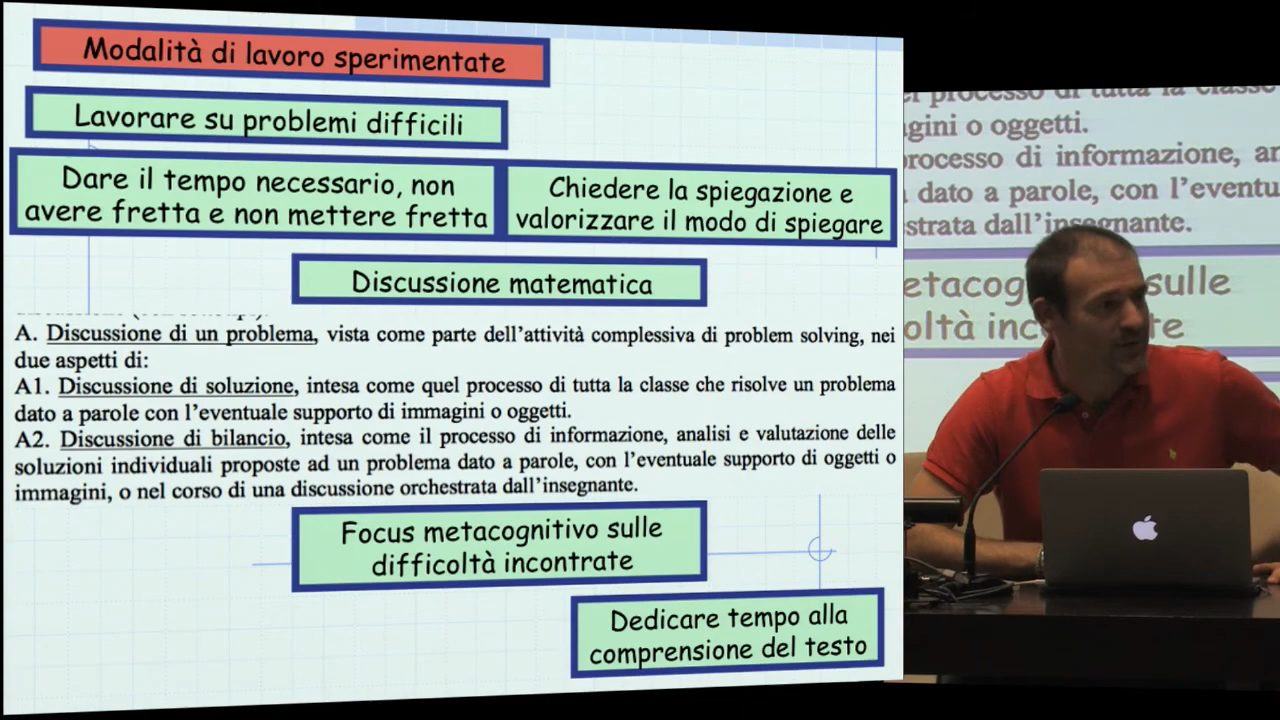 Modalità di lavoro sperimentate
Lavorare su problemi difficili
Dare il tempo necessario, non
avere fretta e non mettere fretta
Chiedere la spiegazione e
valorizzare il modo di spiegare
Discussione matematica
A. Discussione di un problema, vista come parte dell'attività complessiva di problem solving, nei
due aspetti di:
A1. Discussione di soluzione, intesa come quel processo di tutta la classe che risolve un problema
dato a parole con l'eventuale supporto di immagini o oggetti.
A2. Discussione di bilancio, intesa come il processo di informazione, analisi e valutazione delle
soluzioni individuali proposte ad un problema dato a parole, con l'eventuale supporto di oggetti o
immagini, o nel corso di una discussione orchestrata dall'insegnante.
Focus metacognitivo sulle
difficoltà incontrate
Dedicare tempo alla
comprensione del testo
processo di tutta la classe
gini o oggetti.
rocesso di informazione, an
dato a parole, con l'eventu
strata dall'insegnante.
etacog sulle
oltà inc te